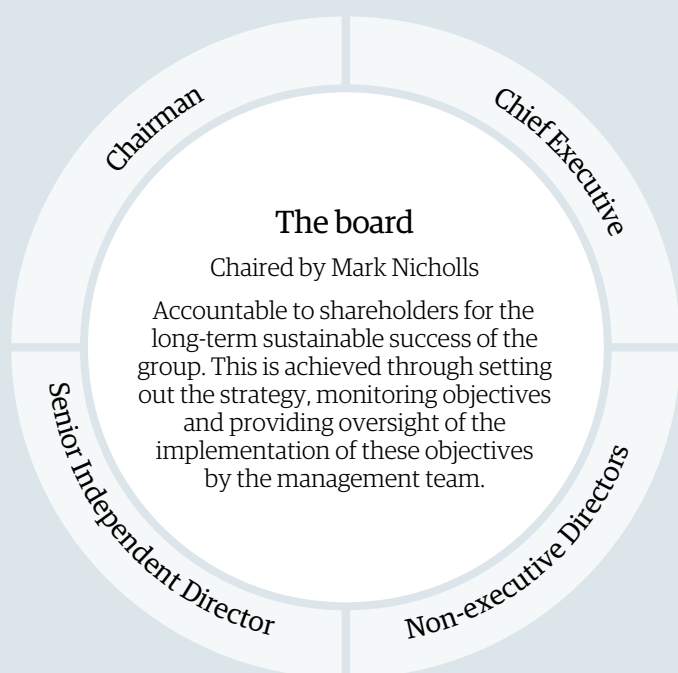 Chairman
Chief Executive
The board
Chaired by Mark Nicholls
Accountable to shareholders for the
long-term sustainable success of the
group. This is achieved through setting
out the strategy, monitoring objectives
and providing oversight of the
implementation of these objectives
by the management team.
Senior Independent Director
Non-executive Directors